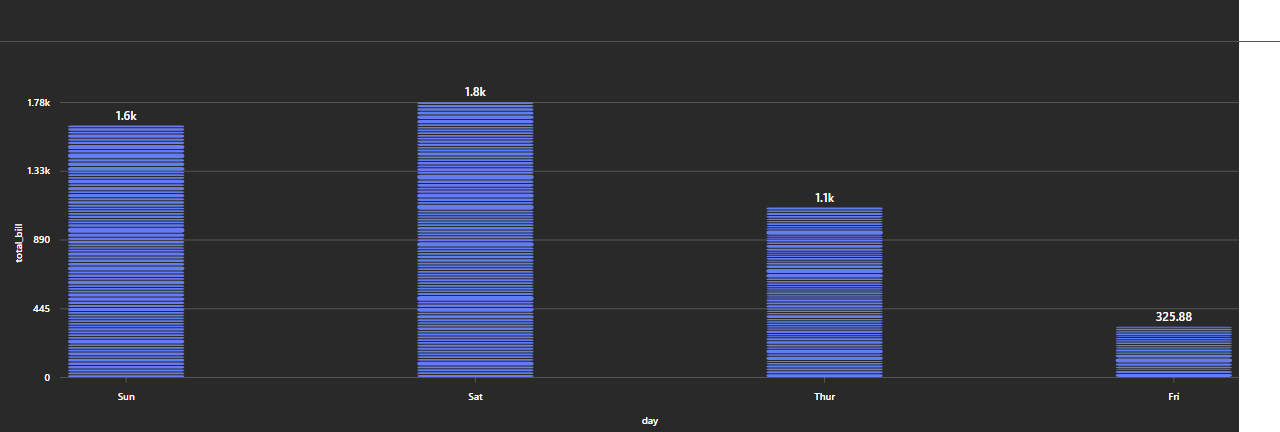 1.8k
1.78k
1.6k
1.33k
1.1k
total_bill
890
445
325.88
0
Sun Sat Thur Fri
day